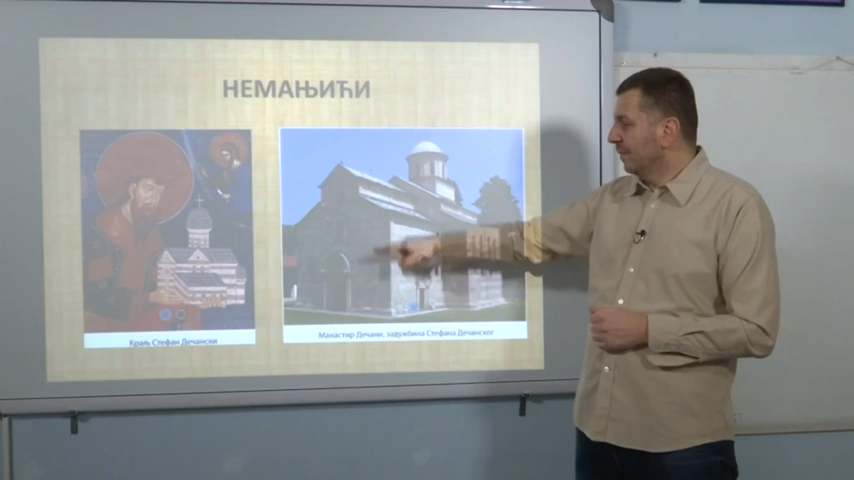 НЕМАЊИЋИ
Краљ Стефан Дечански
Манастир Дечани, задужбина Стефана Дечанског